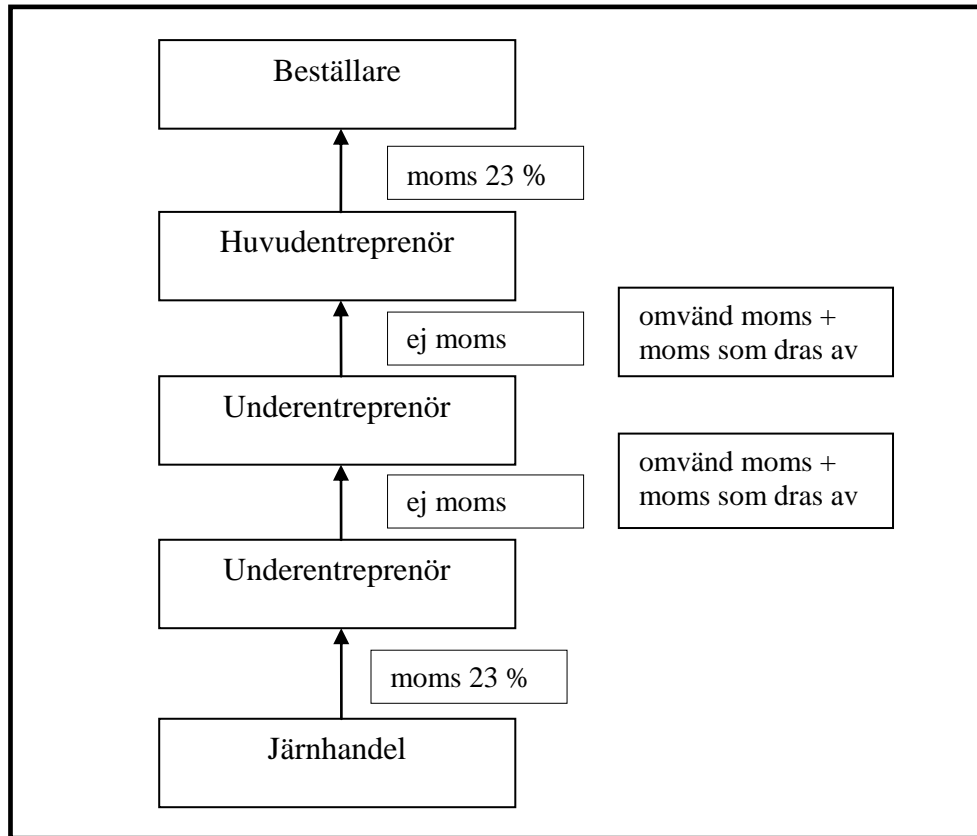 Beställare
moms 23 %
Huvudentreprenör
ej moms
omvänd moms +
moms som dras av
Underentreprenör
ej moms
omvänd moms +
moms som dras av
Underentreprenör
moms 23 %
Järnhandel